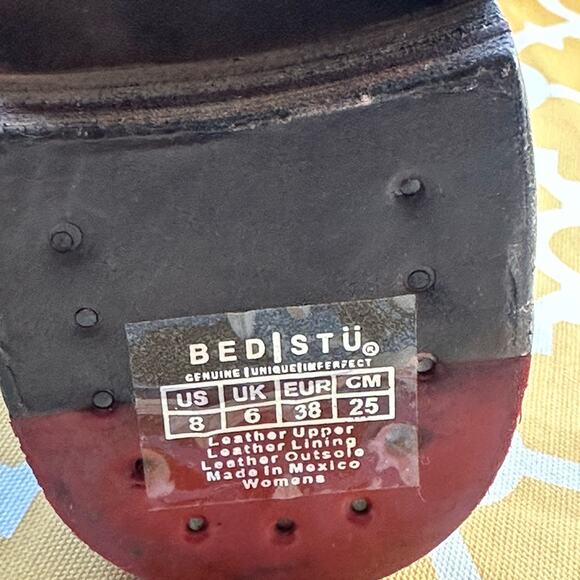 BED|STÜ®
GENUINE|UNIQUE|IMPERFECT
US UK EUR CM
8 6 38 25
Leather Upper
Leather Lining
Leather Outsole
Made in Mexico
Womens